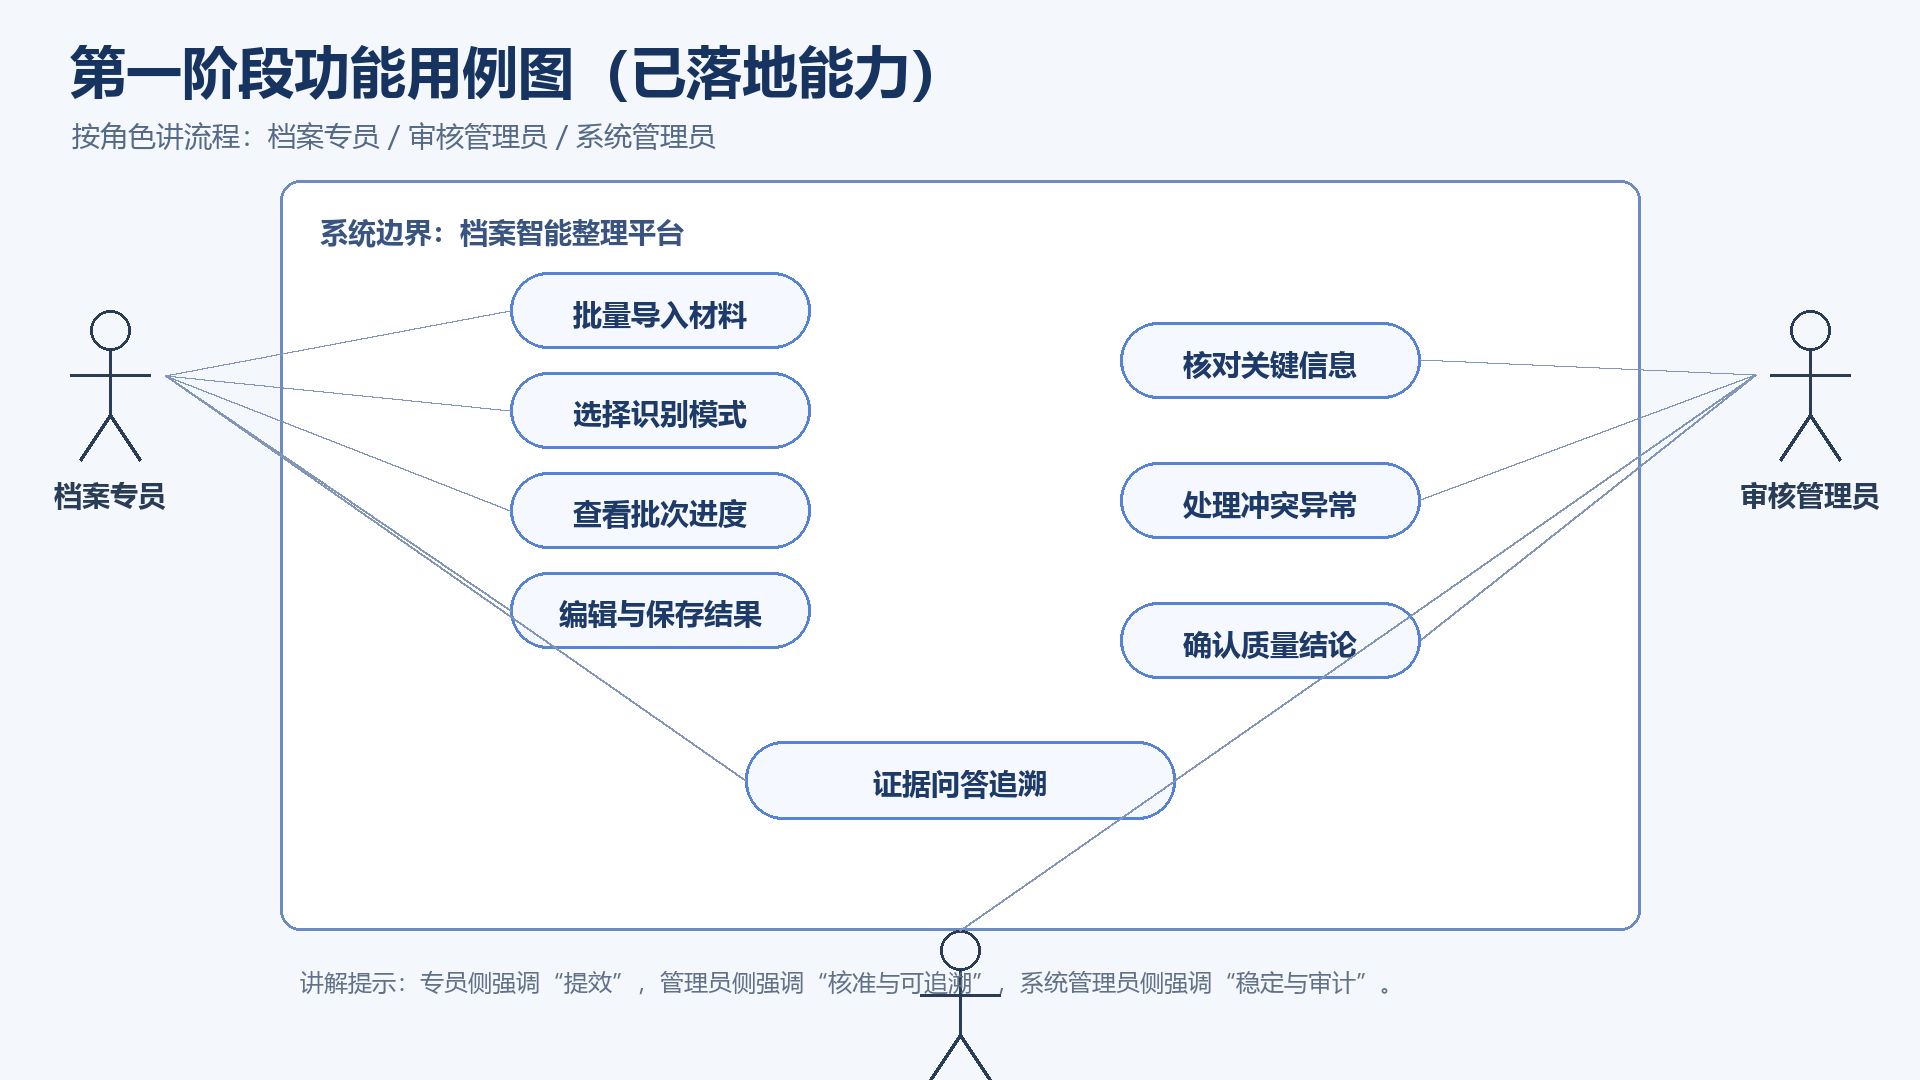 第一阶段功能用例图（已落地能力）
按角色讲流程：档案专员 / 审核管理员 / 系统管理员
系统边界：档案智能整理平台
批量导入材料
选择识别模式
查看批次进度
编辑与保存结果
核对关键信息
处理冲突异常
确认质量结论
证据问答追溯
档案专员
审核管理员
讲解提示：专员侧强调“提效”，管理员侧强调“核准与可追溯”，系统管理员侧强调“稳定与审计”。